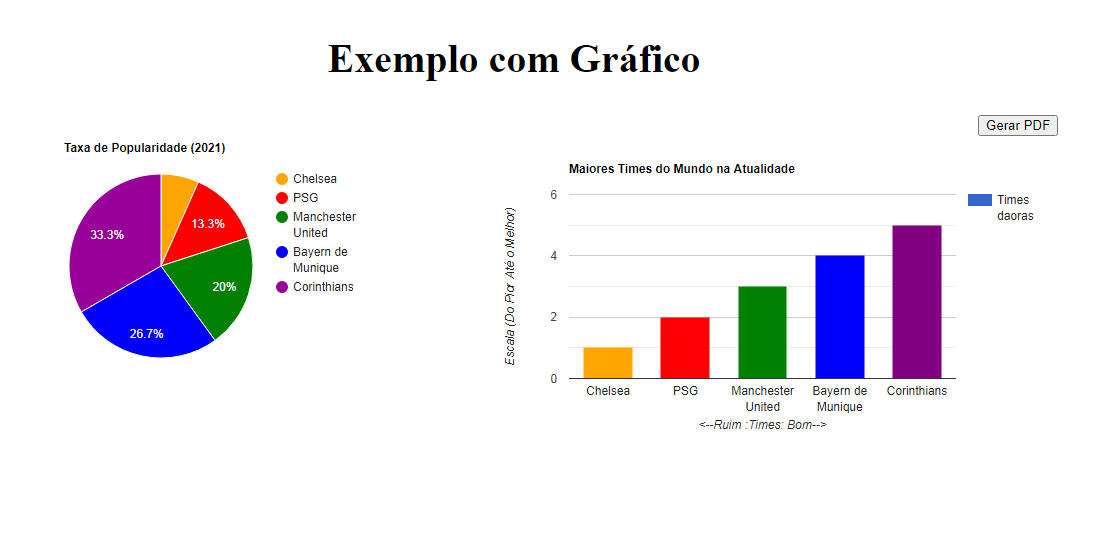 Exemplo com Gráfico
Gerar PDF
Taxa de Popularidade (2021)
Chelsea
PSG
Manchester
United
Bayern de
Munique
Corinthians
13.3%
20%
26.7%
33.3%
Maiores Times do Mundo na Atualidade
Escala (Do Pior Até o Melhor)
6
4
2
0
Times
daoras
Chelsea
PSG
Manchester
United
Bayern de
Munique
Corinthians
<--Ruim :Times: Bom-->